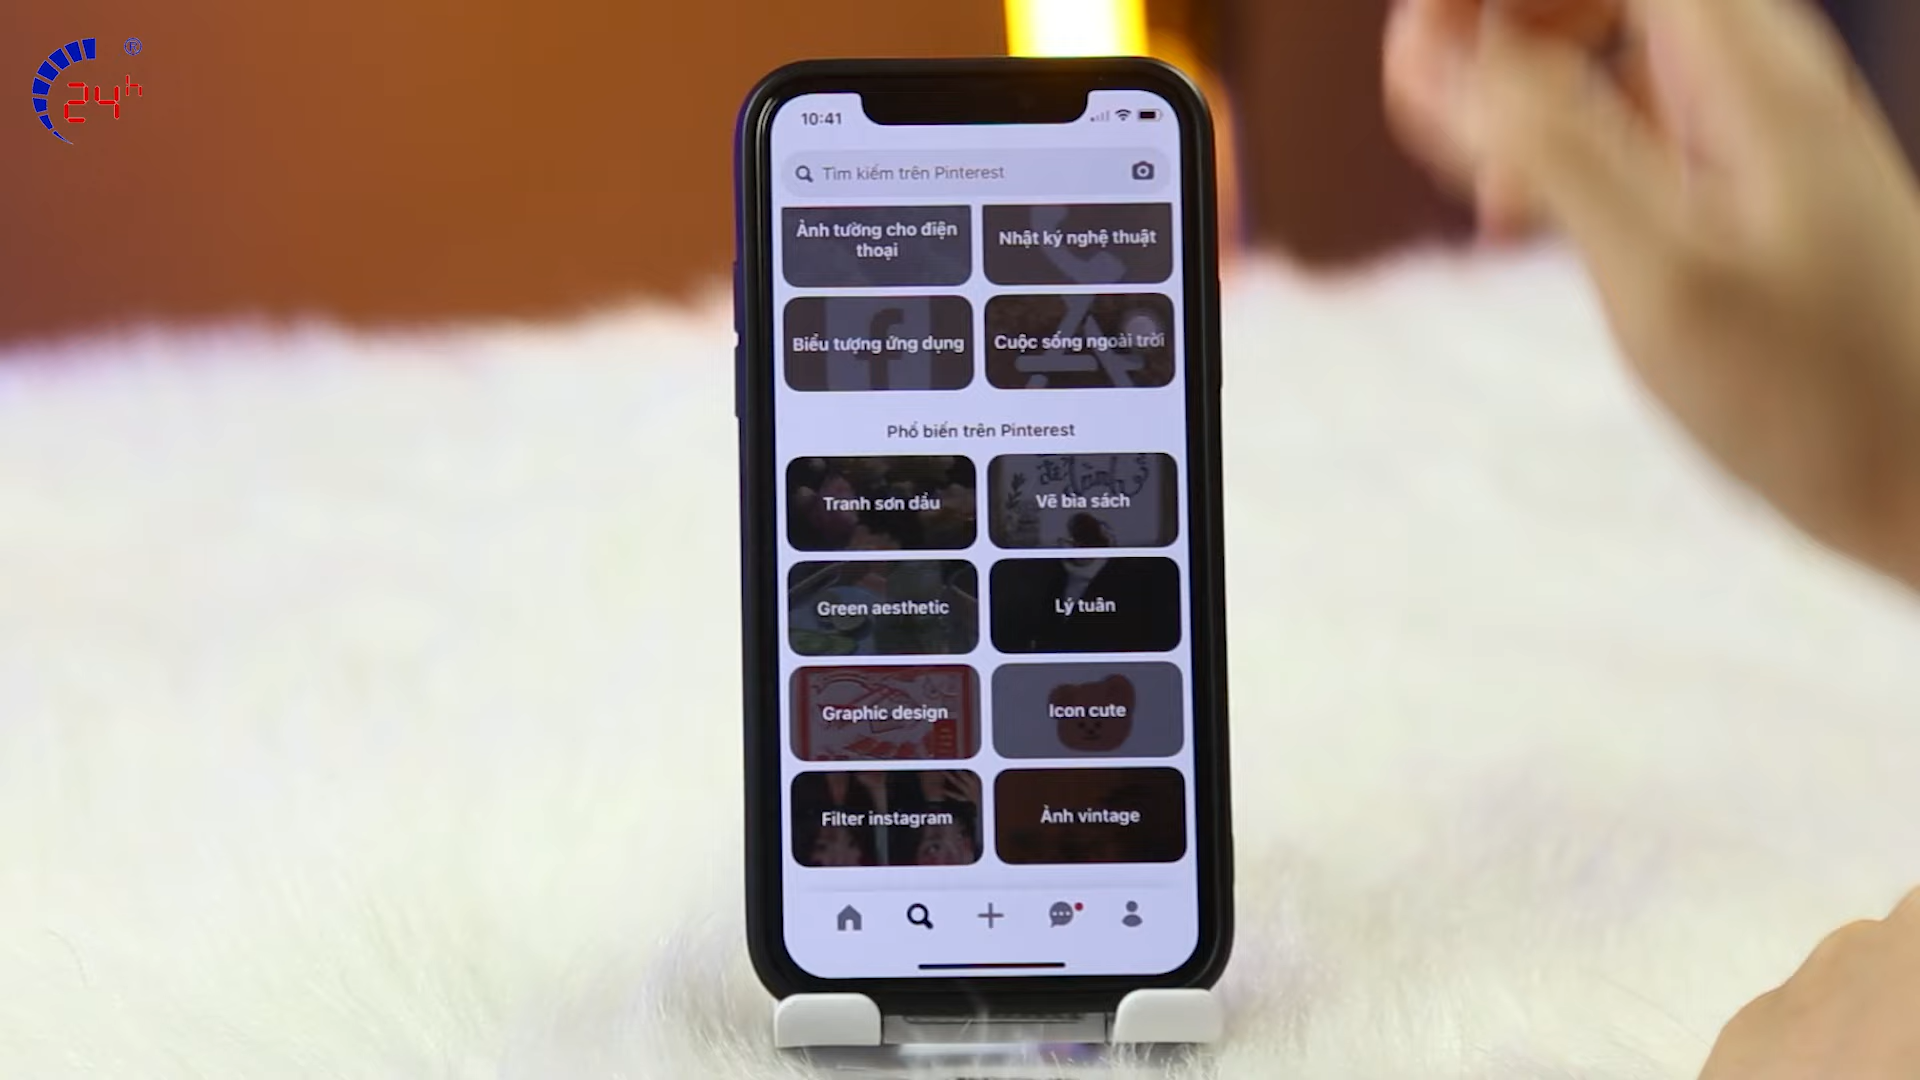 24h
®
10:41
Tìm kiếm trên Pinterest
Ảnh tường cho điện
thoại
Nhật ký nghệ thuật
Biểu tượng ứng dụng
Cuộc sống ngoài trời
Phổ biến trên Pinterest
Tranh sơn dầu
Vẽ bìa sách
Green aesthetic
Lý tuân
Graphic design
Icon cute
Filter instagram
Ảnh vintage